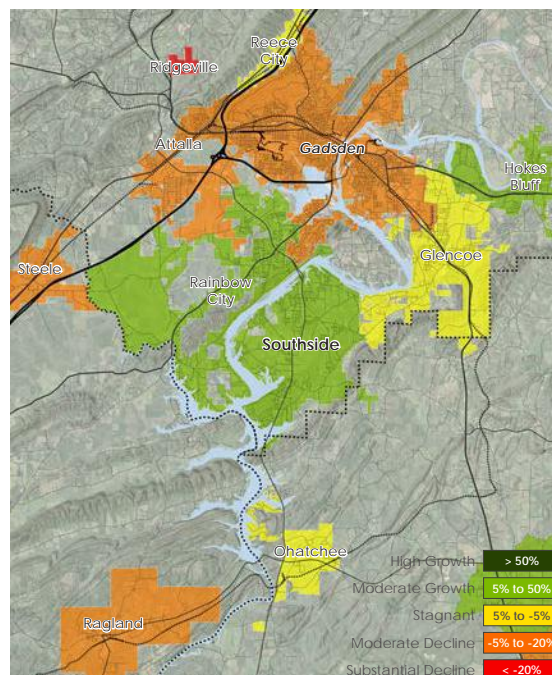 Reece
City
Ridgeville
Attalla
Gadsden
Hokes
Bluff
Glencoe
Steele
Rainbow
City
Southside
Ohatchee
Ragland
High Growth > 50%
Moderate Growth 5% to 50%
Stagnant 5% to -5%
Moderate Decline -5% to -20%
Substantial Decline < -20%